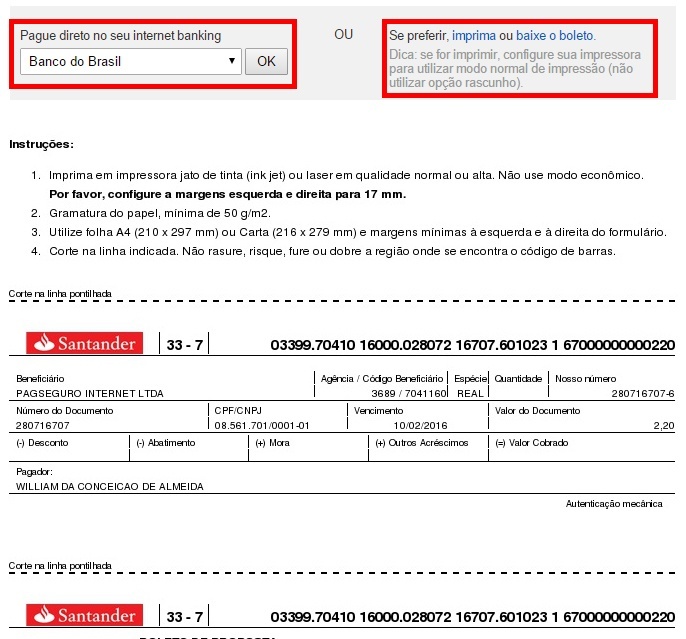 Pague direto no seu internet banking
Banco do Brasil
OK
OU
Se preferir, imprima ou baixe o boleto.
Dica: se for imprimir, configure sua impressora
para utilizar modo normal de impressão (não
utilizar opção rascunho).
Instruções:
1. Imprima em impressora jato de tinta (ink jet) ou laser em qualidade normal ou alta. Não use modo econômico.
Por favor, configure a margens esquerda e direita para 17 mm.
2. Gramatura do papel, mínima de 50 g/m2.
3. Utilize folha A4 (210 x 297 mm) ou Carta (216 x 279 mm) e margens mínimas à esquerda e à direita do formulário.
4. Corte na linha indicada. Não rasure, risque, fure ou dobre a região onde se encontra o código de barras.
Corte na linha pontilhada
Santander 33 - 7 03399.70410 16000.028072 16707.601023 1 67000000000220
Beneficiário Agência / Código Beneficiário Espécie Quantidade Nosso número
PAGSEGURO INTERNET LTDA 3689 / 7041160 REAL 280716707-6
Número do Documento CPF/CNPJ Vencimento Valor do Documento
280716707 08.561.701/0001-01 10/02/2016 2,20
(-) Desconto (-) Abatimento (+) Mora (+) Outros Acréscimos (=) Valor Cobrado
Pagador:
WILLIAM DA CONCEICAO DE ALMEIDA
Autenticação mecânica
Corte na linha pontilhada
Santander 33 - 7 03399.70410 16000.028072 16707.601023 1 67000000000220
BOLETO DE PROPOSTA